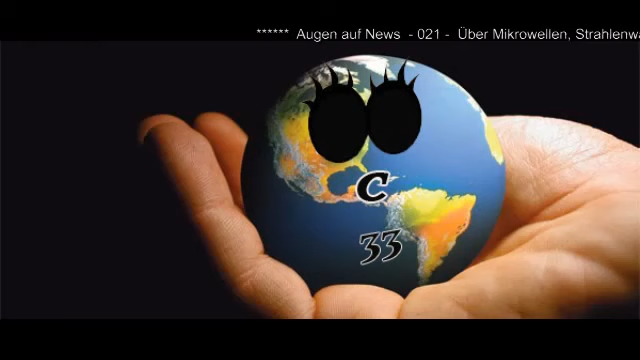 ****** Augen auf News - 021 - Über Mikrowellen,
C
33